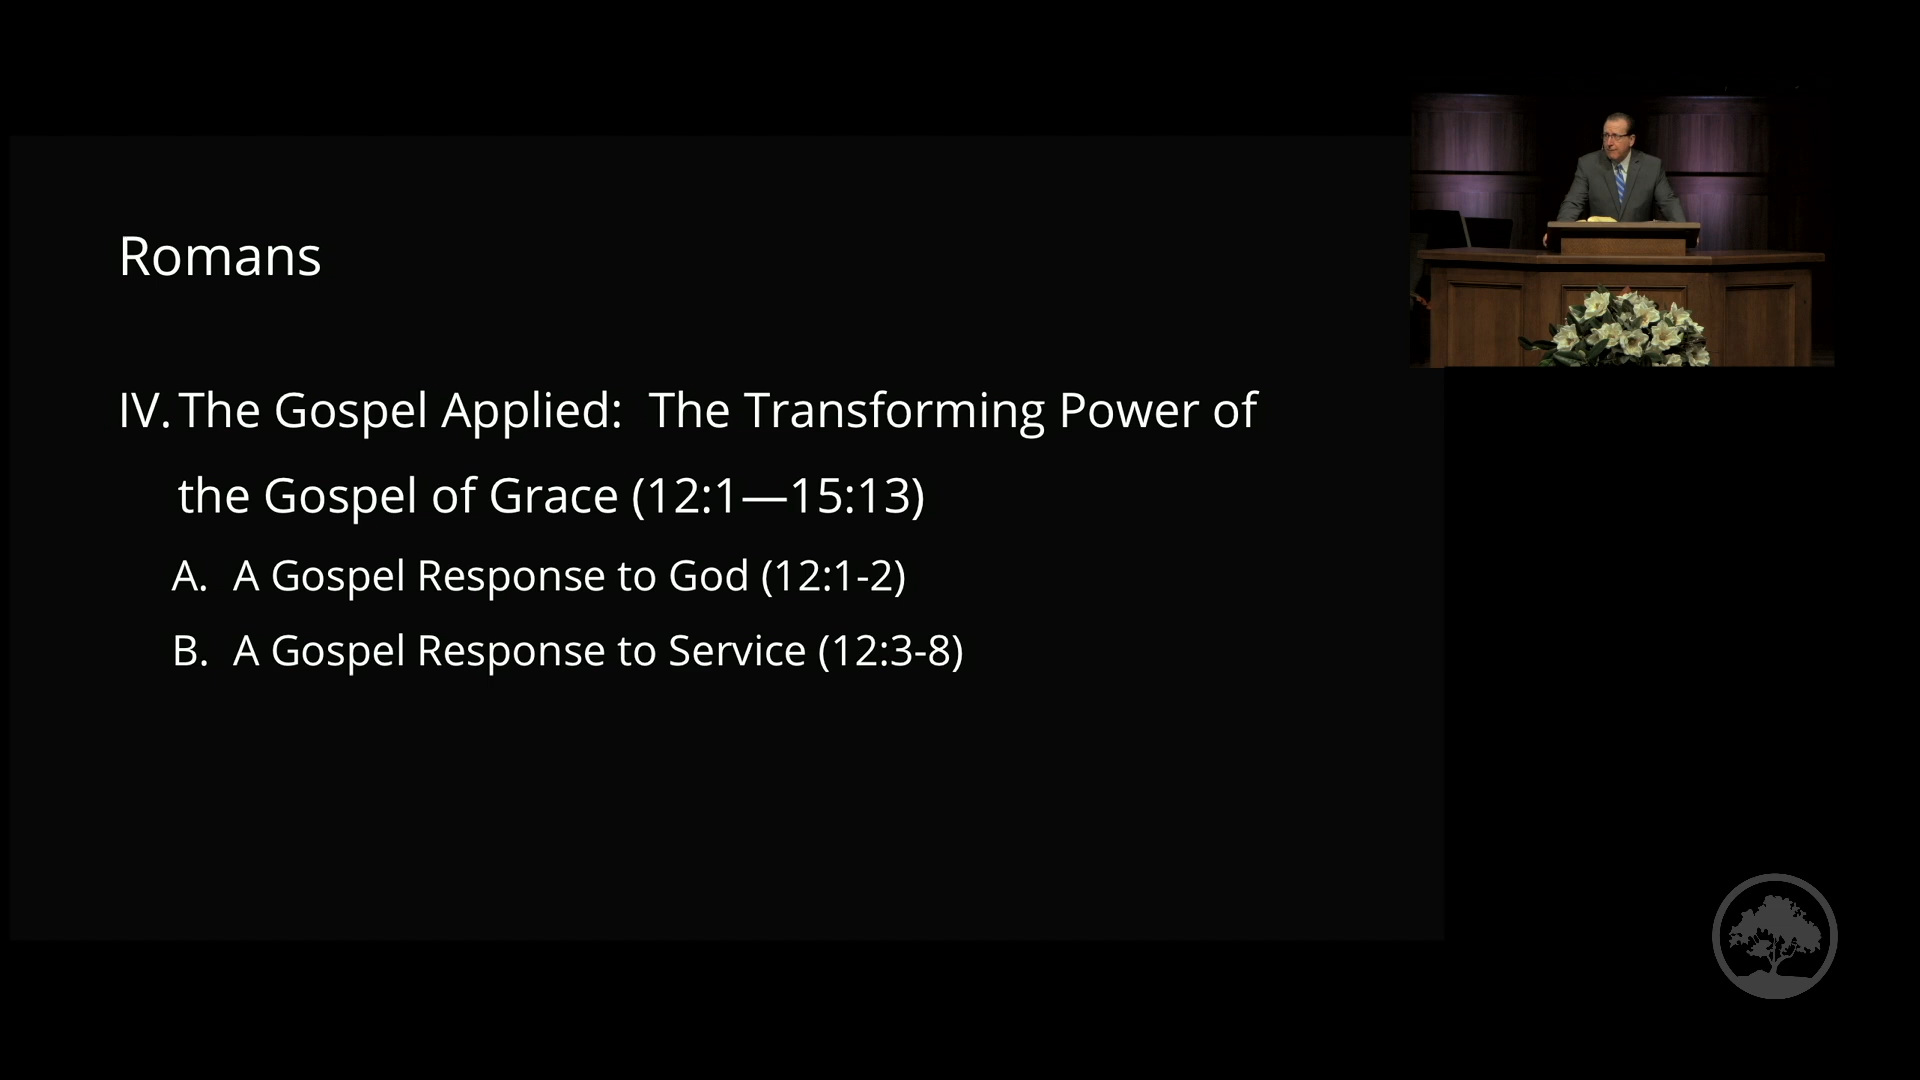 Romans
IV. The Gospel Applied:  The Transforming Power of
the Gospel of Grace (12:1—15:13)
A. A Gospel Response to God (12:1-2)
B. A Gospel Response to Service (12:3-8)